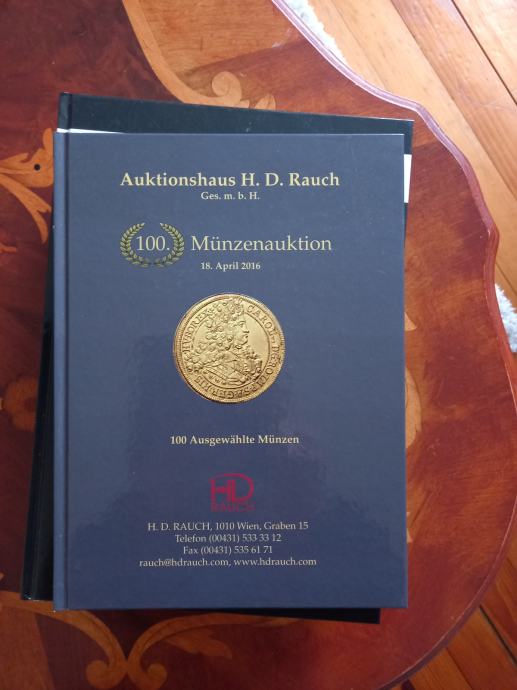 Auktionshaus H. D. Rauch
Ges. m. b. H.
100. Münzenauktion
18. April 2016
100 Ausgewählte Münzen
HD
RAUCH
H. D. RAUCH, 1010 Wien, Graben 15
Telefon (00431) 533 33 12
Fax (00431) 535 61 71
rauch@hdrauch.com, www.hdrauch.com